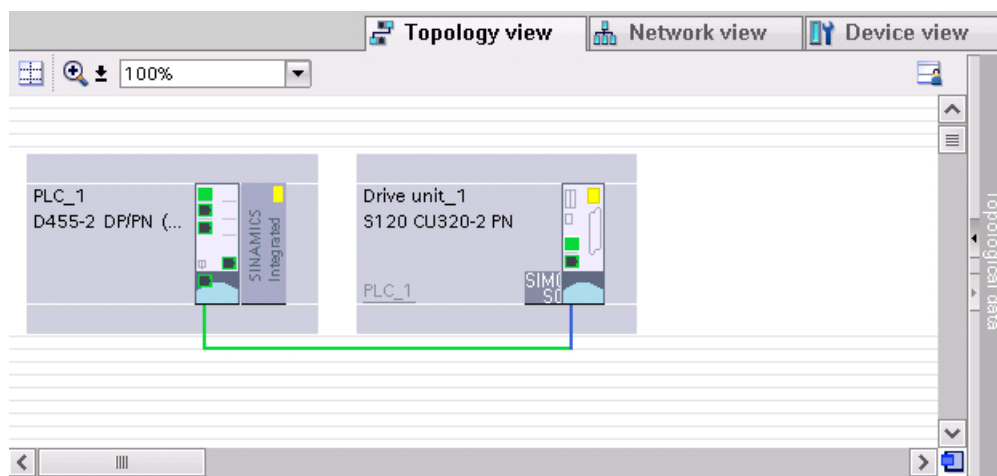 Topology view
Network view
Device view
100%
PLC_1
D455-2 DP/PN (...
SINAMICS
Integrated
Drive unit_1
S120 CU320-2 PN
PLC_1
Topological data